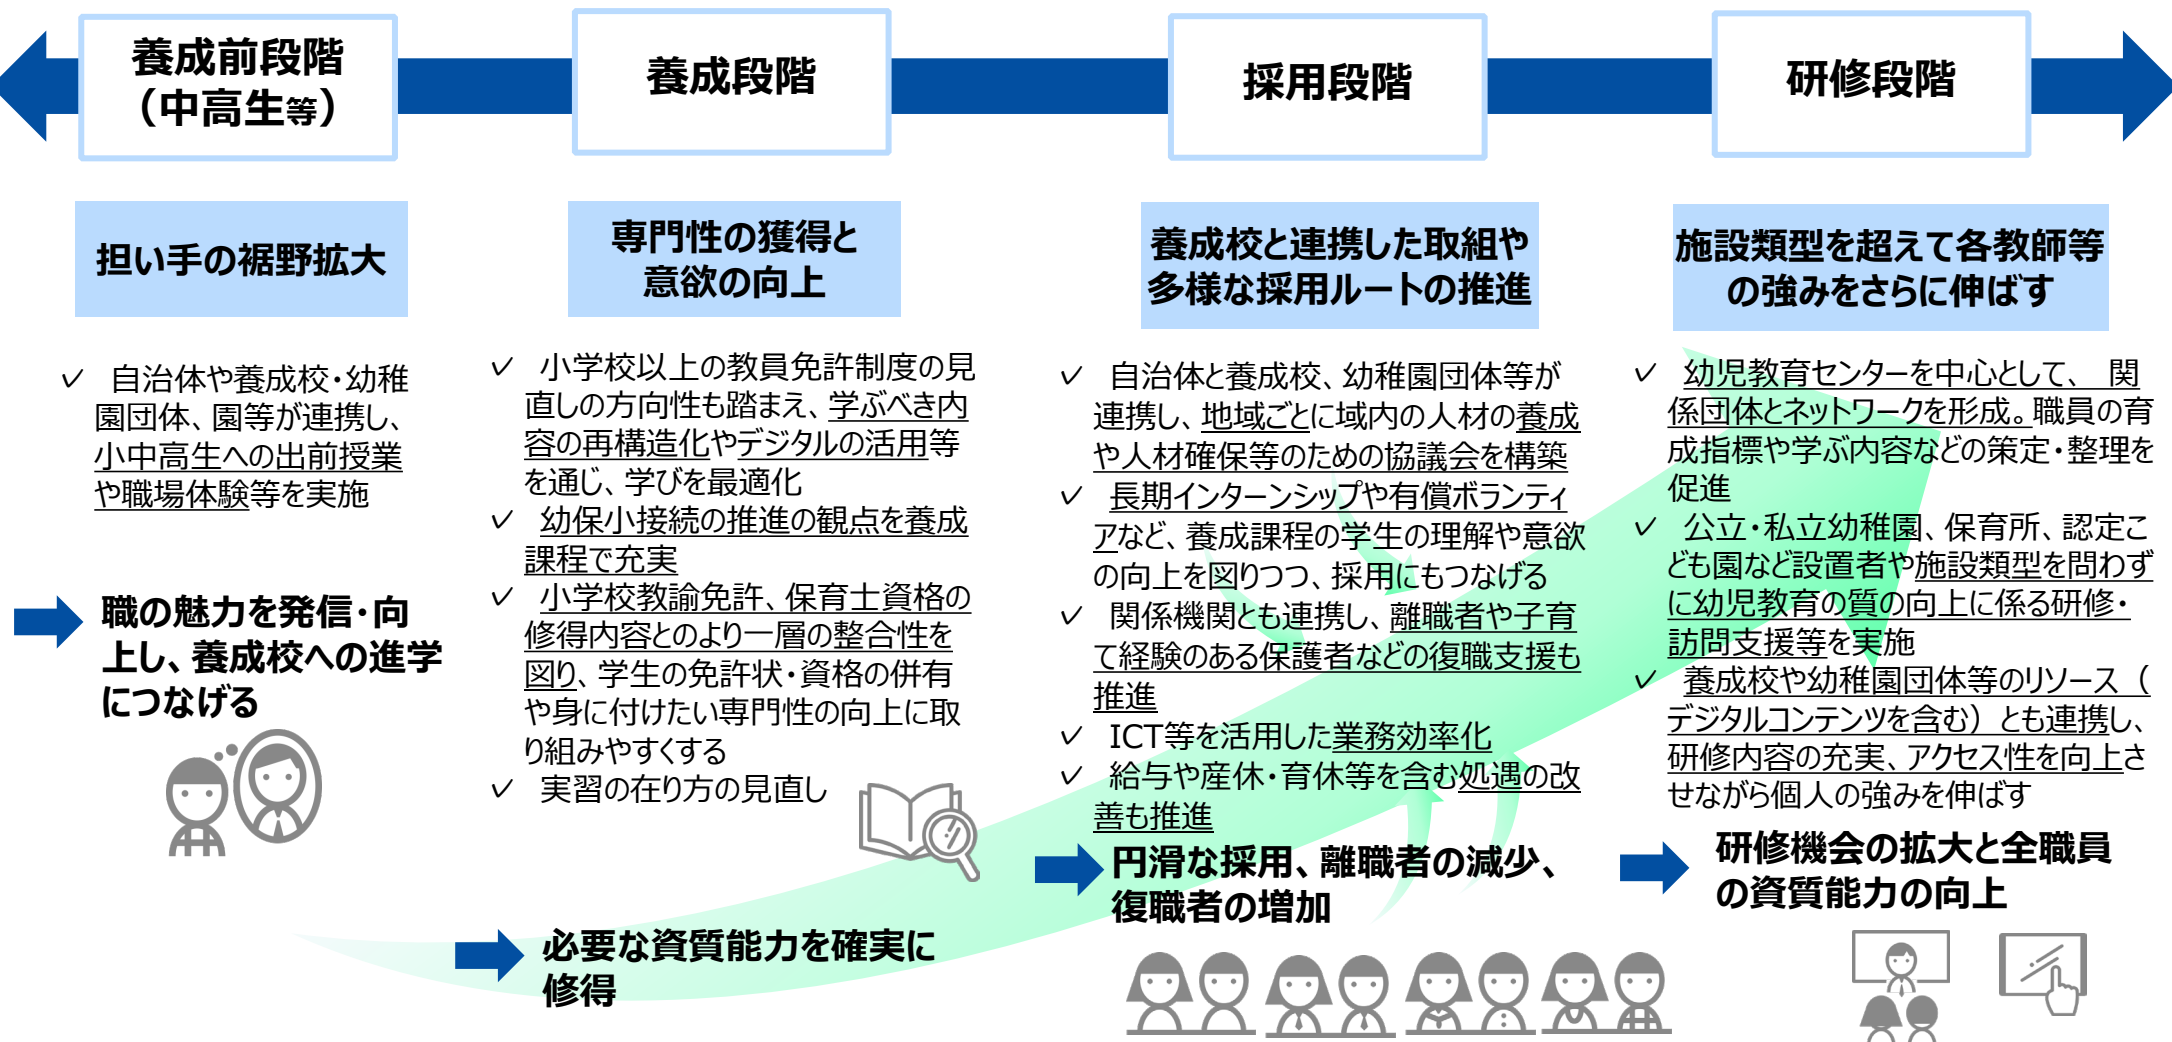 養成前段階
（中高生等）
担い手の裾野拡大
✓ 自治体や養成校・幼稚
園団体、園等が連携し、
小中高生への出前授業
や職場体験等を実施
職の魅力を発信・向
上し、養成校への進学
につなげる
養成段階
専門性の獲得と
意欲の向上
✓ 小学校以上の教員免許制度の見
直しの方向性も踏まえ、学ぶべき内
容の再構造化やデジタルの活用等
を通じ、学びを最適化
✓ 幼保小接続の推進の観点を養成
課程で充実
✓ 小学校教諭免許、保育士資格の
修得内容とのより一層の整合性を
図り、学生の免許状・資格の併有
や身に付けたい専門性の向上に取
り組みやすくする
✓ 実習の在り方の見直し
必要な資質能力を確実に
修得
採用段階
養成校と連携した取組や
多様な採用ルートの推進
✓ 自治体と養成校、幼稚園団体等が
連携し、地域ごとに域内の人材の養成
や人材確保等のための協議会を構築
✓ 長期インターンシップや有償ボランティ
アなど、養成課程の学生の理解や意欲
の向上を図りつつ、採用にもつなげる
✓ 関係機関とも連携し、離職者や子育
て経験のある保護者などの復職支援も
推進
✓ ICT等を活用した業務効率化
✓ 給与や産休・育休等を含む処遇の改
善も推進
円滑な採用、離職者の減少、
復職者の増加
研修段階
施設類型を超えて各教師等
の強みをさらに伸ばす
✓ 幼児教育センターを中心として、 関
係団体とネットワークを形成。職員の育
成指標や学ぶ内容などの策定・整理を
促進
✓ 公立・私立幼稚園、保育所、認定こ
ども園など設置者や施設類型を問わず
に幼児教育の質の向上に係る研修・
訪問支援等を実施
✓ 養成校や幼稚園団体等のリソース（
デジタルコンテンツを含む）とも連携し、
研修内容の充実、アクセス性を向上さ
せながら個人の強みを伸ばす
研修機会の拡大と全職員
の資質能力の向上